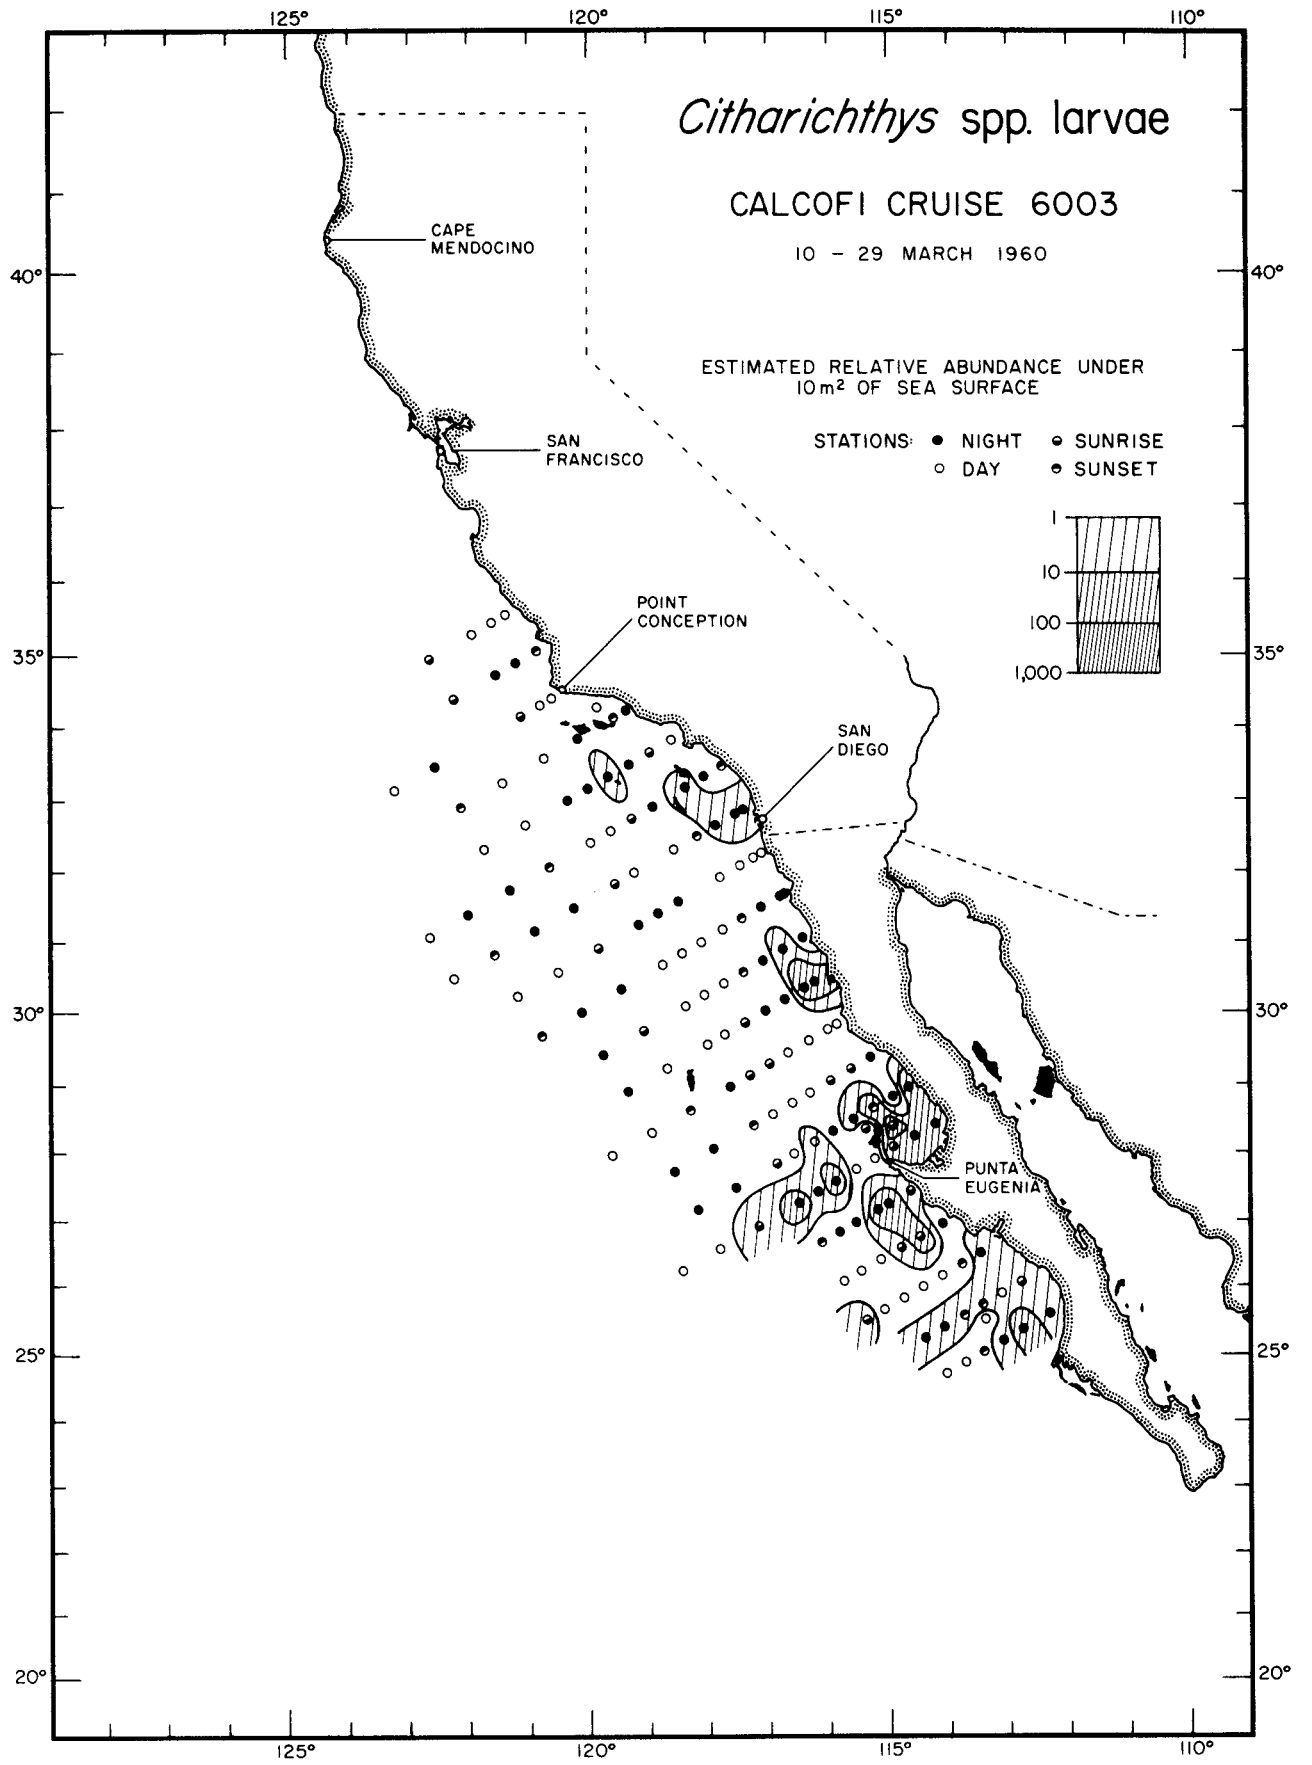 125° 120° 115° 110°
Citharichthys spp. larvae
CALCOFI CRUISE 6003
10 – 29 MARCH 1960
CAPE
MENDOCINO
40° 40°
ESTIMATED RELATIVE ABUNDANCE UNDER
10m² OF SEA SURFACE
STATIONS: NIGHT SUNRISE
DAY SUNSET
SAN
FRANCISCO
1
10
100
1,000
POINT
CONCEPTION
35° 35°
SAN
DIEGO
30° 30°
PUNTA
EUGENIA
25° 25°
20° 20°
125° 120° 115° 110°